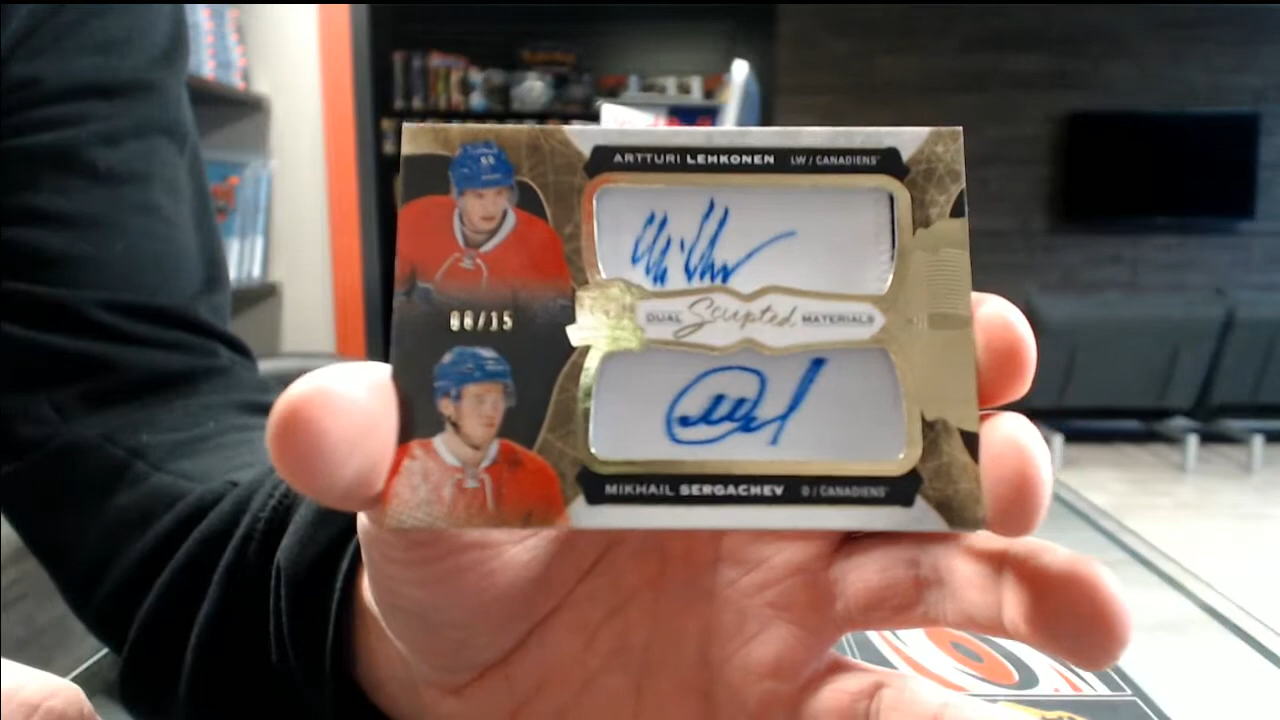 ARTTURI LEHKONEN LW / CANADIENS
08/15
DUAL Scripted MATERIALS
MIKHAIL SERGACHEV D / CANADIENS